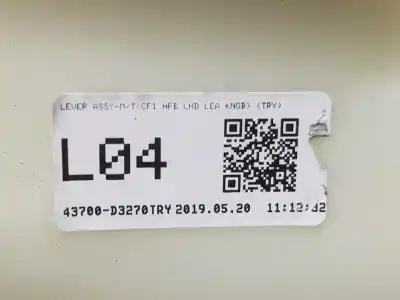 LEVER ASSY-M/T(CF1 HFE LHD LEA KNOB) (TRY)
L04
43700-D3270TRY 2019.05.20 11:12:32